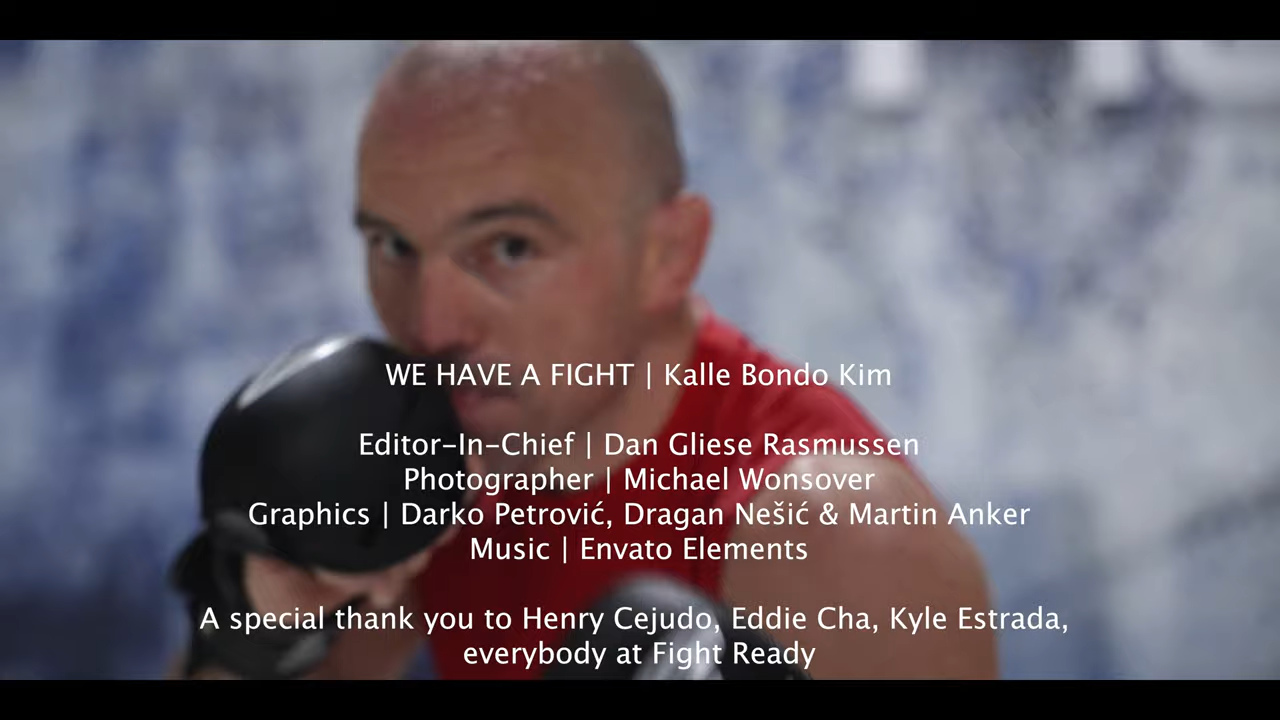 WE HAVE A FIGHT | Kalle Bondo Kim
Editor-In-Chief | Dan Gliese Rasmussen
Photographer | Michael Wonsover
Graphics | Darko Petrović, Dragan Nešić & Martin Anker
Music | Envato Elements
A special thank you to Henry Cejudo, Eddie Cha, Kyle Estrada,
everybody at Fight Ready